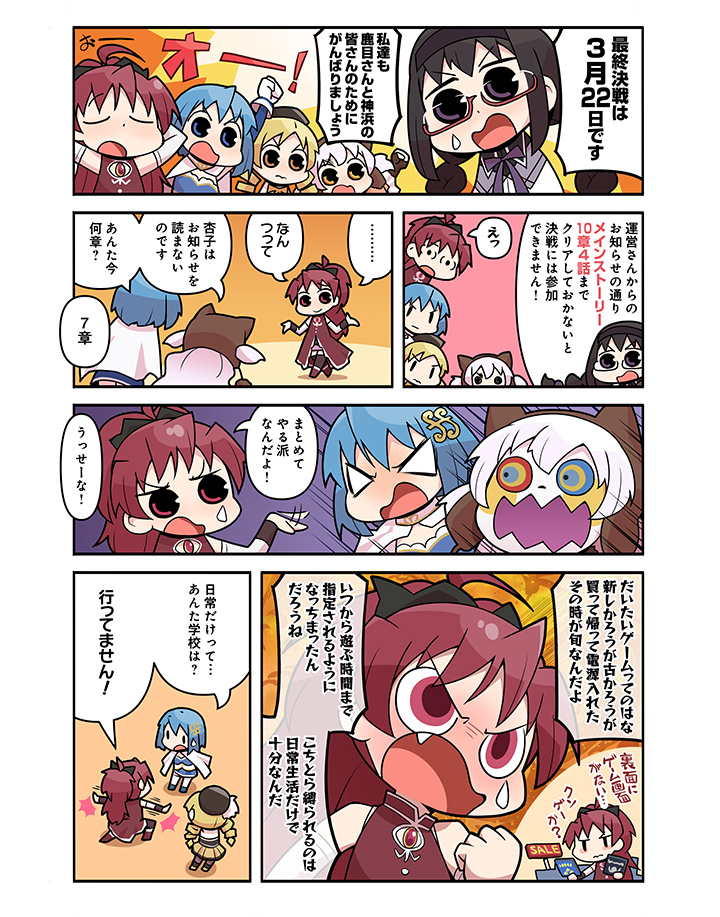 最終決戦は
３月
22日です
私達も
鹿目さんと神浜の
皆さんのために
がんばりましょう
オー！
おー
運営さんからの
お知らせの通り
メインストーリー
10章4話まで
クリアしておかないと
決戦には参加
できません！
えっ
…………
なん
つって
杏子は
お知らせを
読まない
のです
あんた今
何章？
7章
まとめて
やる派
なんだよ！
うっせーな！
だいたいゲームってのはな
新しかろうが古かろうが
買って帰って電源入れた
その時が旬なんだよ
いつから遊ぶ時間まで
指定されるように
なっちまったん
だろうね
こちとら縛られるのは
日常生活だけで
十分なんだ
裏面に
ゲーム画面
がない…
クソ
ゲーか？
SALE
日常だけって…
あんた学校は？
行ってません！